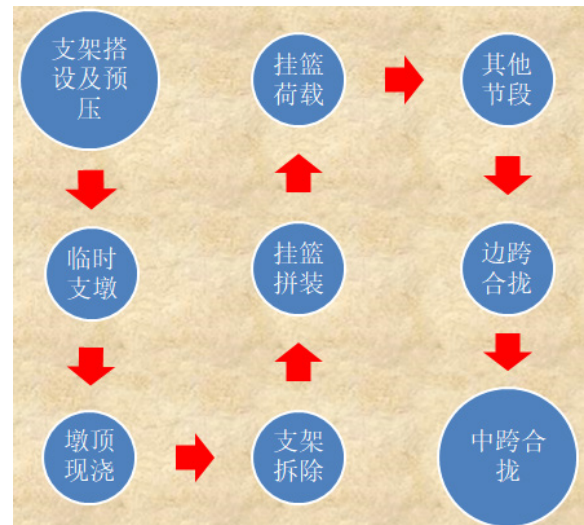 支架搭
设及预
压
临时
支墩
墩顶
现浇
支架
拆除
挂篮
拼装
挂篮
荷载
其他
节段
边跨
合拢
中跨合
拢